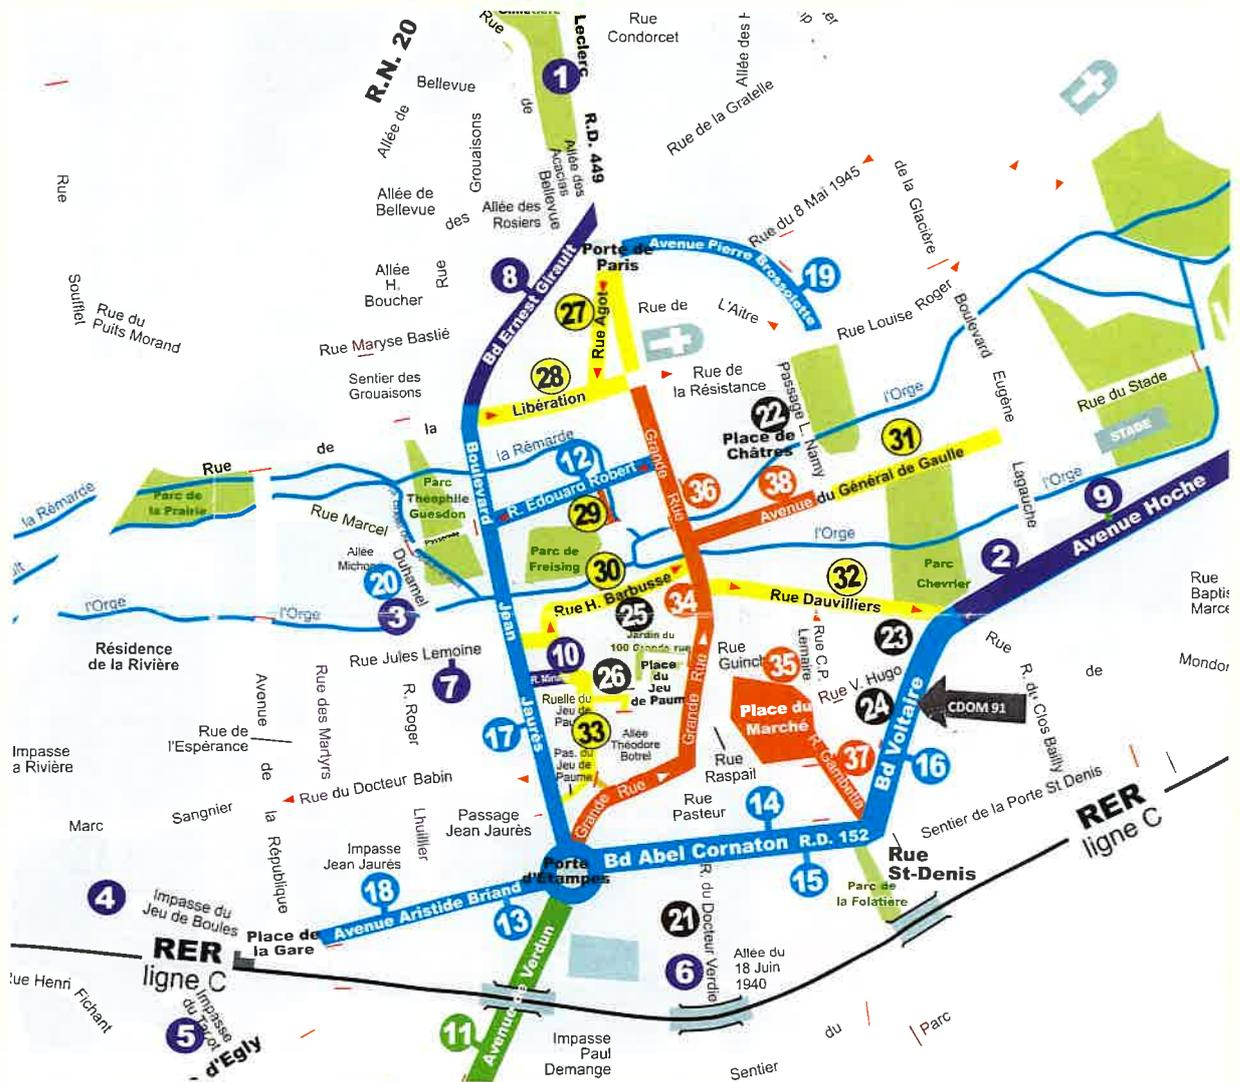 Rue
Leclerc
Rue
Condorcet
R.N. 20
1
Bellevue
de
Allée de
Grouaisons
R.D. 449
Rue de la Gratelle
Allée des
Acacias
Bellevue
Rue
Allée de
Bellevue
des
Allée des
Rosiers
Rue du 8 Mai 1945
de la Glacière
Porte de
Paris
Avenue Pierre Brossolette
19
8
Bd Ernest Girault
Allée
H.
Boucher
Rue
Soufflet
Rue du
Puits Morand
27
Rue Agot
Rue de
L'Aitre
Rue Louise Roger
Boulevard
Eugène
Lagauche
Rue Maryse Bastié
Sentier des
Grouaisons
28
Libération
Rue de
la Résistance
Passage L. Namy
l'Orge
Rue du Stade
STADE
22
Place de
Châtres
31
Rue
de
la
la Rémarde
la Rémarde
12
R. Edouard Robert
Grande
Rue
36
38
Avenue du Général de Gaulle
l'Orge
9
Avenue Hoche
Parc de
la Prairie
Parc
Théophile
Guesdon
Boulevard
Jean
Jaurès
29
Rue Marcel
Duhamel
Allée
20
3
Parc de
Freising
l'Orge
2
Parc
Chevrier
30
Rue H. Barbusse
32
Rue Dauvilliers
l'Orge
l'Orge
34
25
Jardin du
100 Grande rue
23
Rue
Résidence
de la Rivière
Rue Jules Lemoine
7
10
26
Place
du
Jeu
de Paume
Rue
35
Rue C.P.
Lemaire
Rue V. Hugo
24
CDOM 91
Rue
de
R. du Clos Bailly
Avenue
de
la
République
Rue des Martyrs
R. Roger
Ruelle du
Jeu de
33
Pas. du
Jeu de
Paume
Allée
Théodore
Botrel
Grande Rue
Place du
Marché
Rue de
l'Espérance
17
Rue
Raspail
37
R. Gambetta
Bd Voltaire
16
Impasse
a Rivière
Rue du Docteur Babin
Sangnier
Marc
Lhuillier
Passage
Jean Jaurès
Grande Rue
Rue
Pasteur
14
Sentier de la Porte St Denis
RER
ligne C
Impasse
Jean Jaurès
Porte
d'Étampes
Bd Abel Cornaton R.D. 152
Rue
St-Denis
15
Parc de
la Folatière
4
Impasse du
Jeu de Boules
18
Avenue Aristide Briand
13
Place de
la Gare
RER
ligne C
R. du Docteur Verdie
21
6
Allée du
18 Juin
1940
ue Henri
Fichant
5
d'Egly
11
Avenue de Verdun
Impasse
Paul
Demange
Sentier
du
Parc